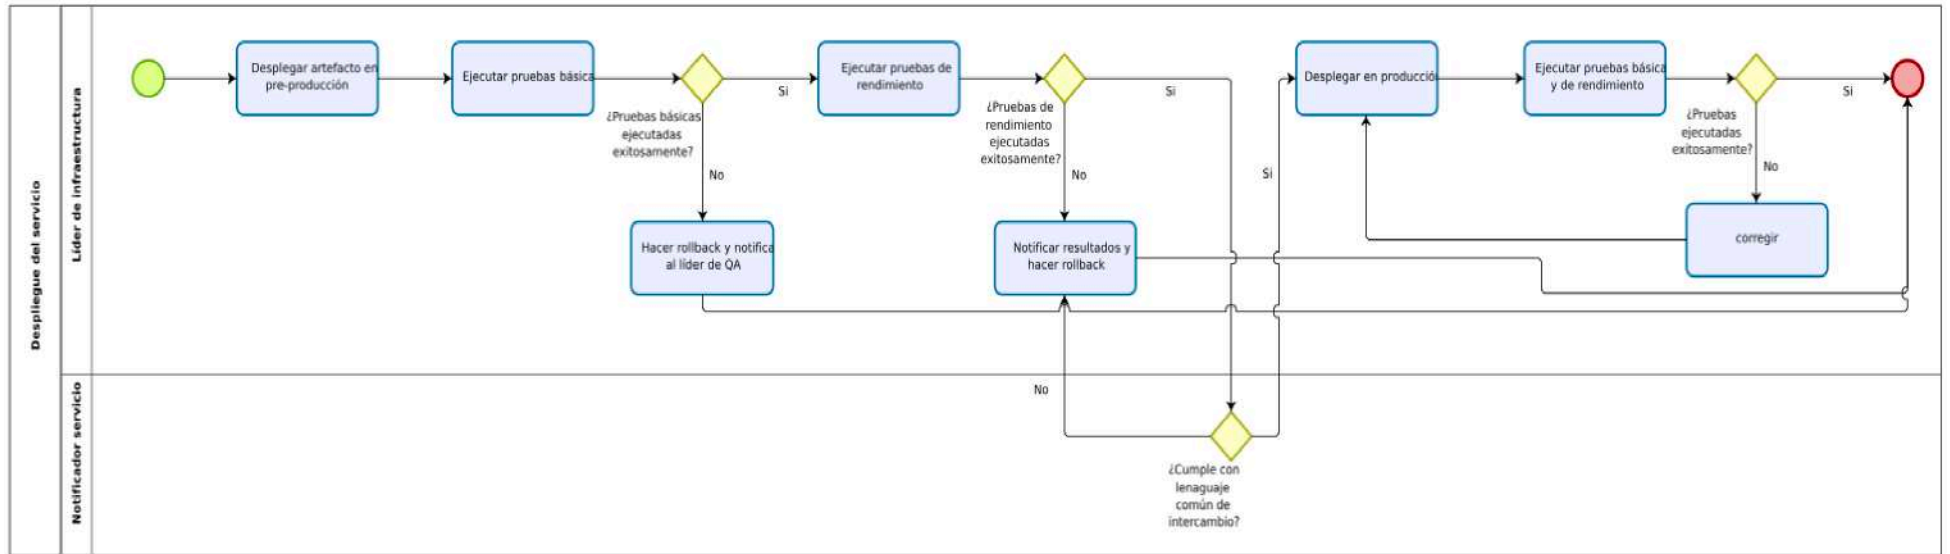 Despliegue del servicio
Líder de infraestructura
Desplegar artefacto en
pre-producción
Ejecutar pruebas básica
¿Pruebas básicas
ejecutadas
exitosamente?
Si
No
Ejecutar pruebas de
rendimiento
¿Pruebas de
rendimiento
ejecutadas
exitosamente?
Si
No
Hacer rollback y notifica
al líder de QA
Notificar resultados y
hacer rollback
Si
Desplegar en producción
Ejecutar pruebas básica
y de rendimiento
¿Pruebas
ejecutadas
exitosamente?
Si
No
corregir
Notificador servicio
No
¿Cumple con
lenaguaje
común de
intercambio?